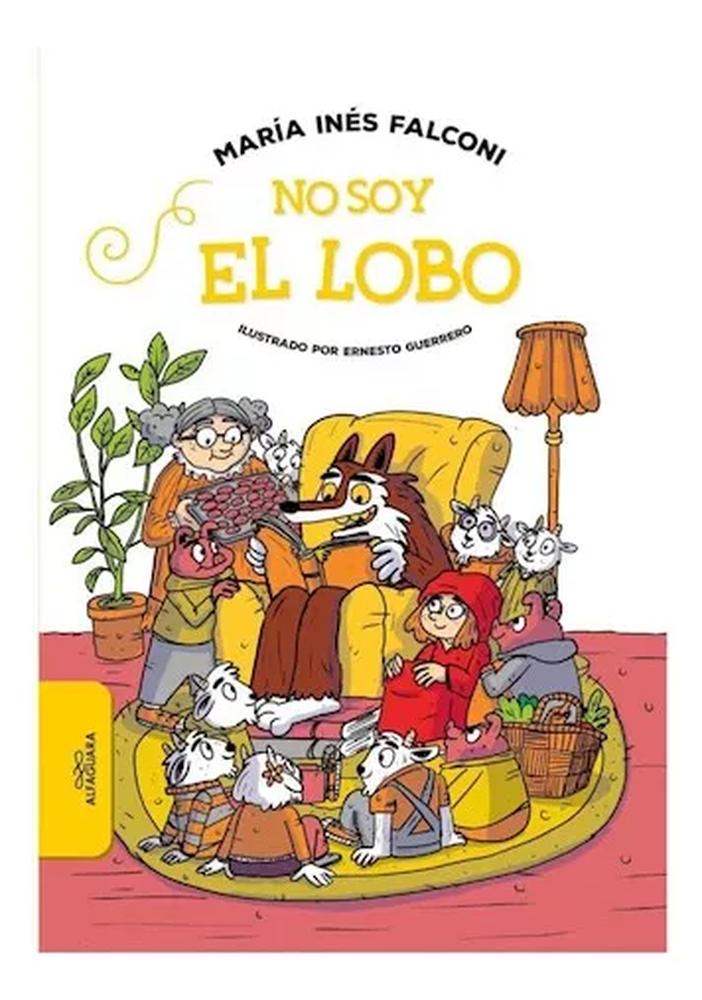 MARÍA INÉS FALCONI
NO SOY
EL LOBO
ILUSTRADO POR ERNESTO GUERRERO
ALFAGUARA